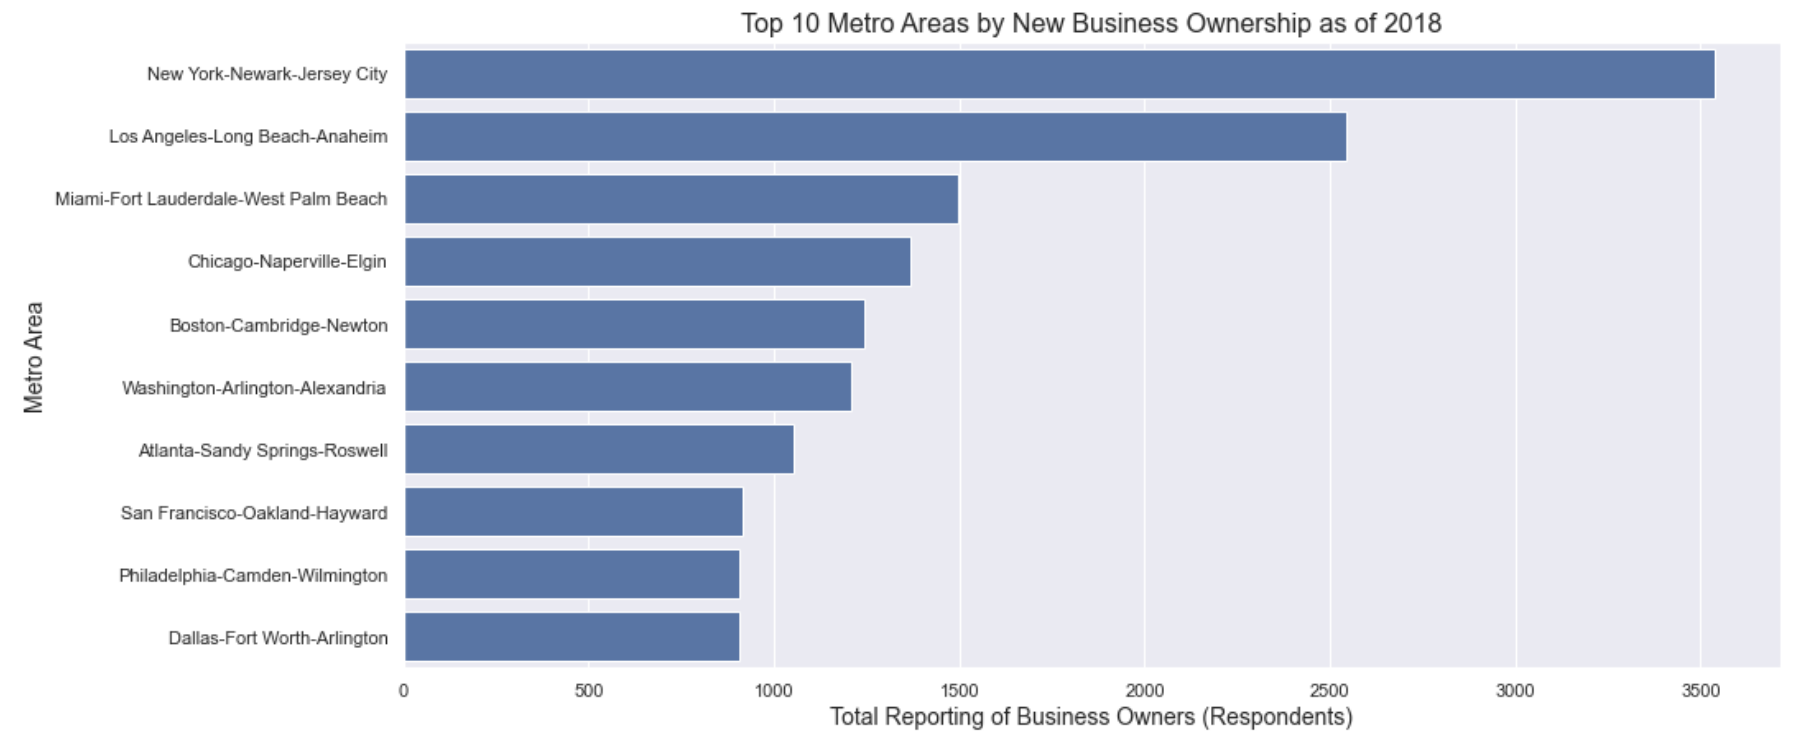 Top 10 Metro Areas by New Business Ownership as of 2018
Metro Area
New York-Newark-Jersey City
Los Angeles-Long Beach-Anaheim
Miami-Fort Lauderdale-West Palm Beach
Chicago-Naperville-Elgin
Boston-Cambridge-Newton
Washington-Arlington-Alexandria
Atlanta-Sandy Springs-Roswell
San Francisco-Oakland-Hayward
Philadelphia-Camden-Wilmington
Dallas-Fort Worth-Arlington
0 500 1000 1500 2000 2500 3000 3500
Total Reporting of Business Owners (Respondents)